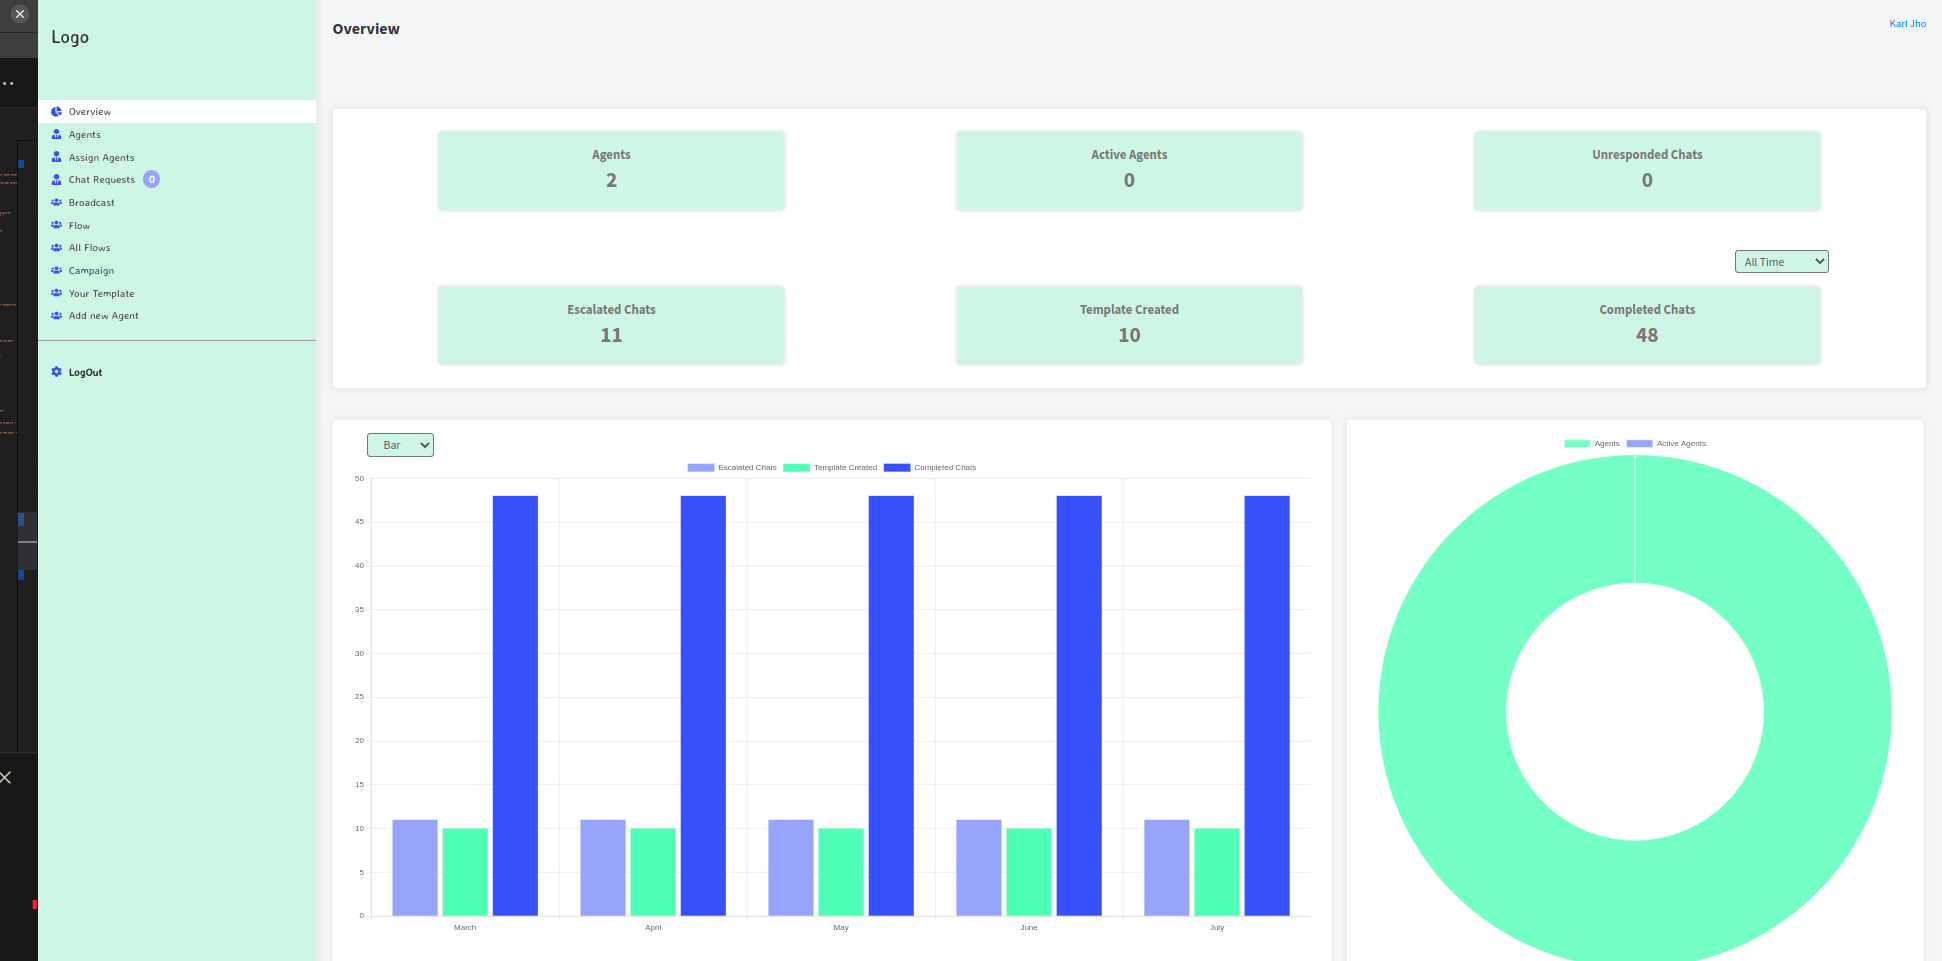 Logo
Overview
Agents
Assign Agents
Chat Requests 0
Broadcast
Flow
All Flows
Campaign
Your Template
Add new Agent
LogOut
Overview
Karl Jho
Agents
2
Active Agents
0
Unresponded Chats
0
All Time
Escalated Chats
11
Template Created
10
Completed Chats
48
Bar
Escalated Chats Template Created Completed Chats
50
45
40
35
30
25
20
15
10
5
0
March April May June July
Agents Active Agents